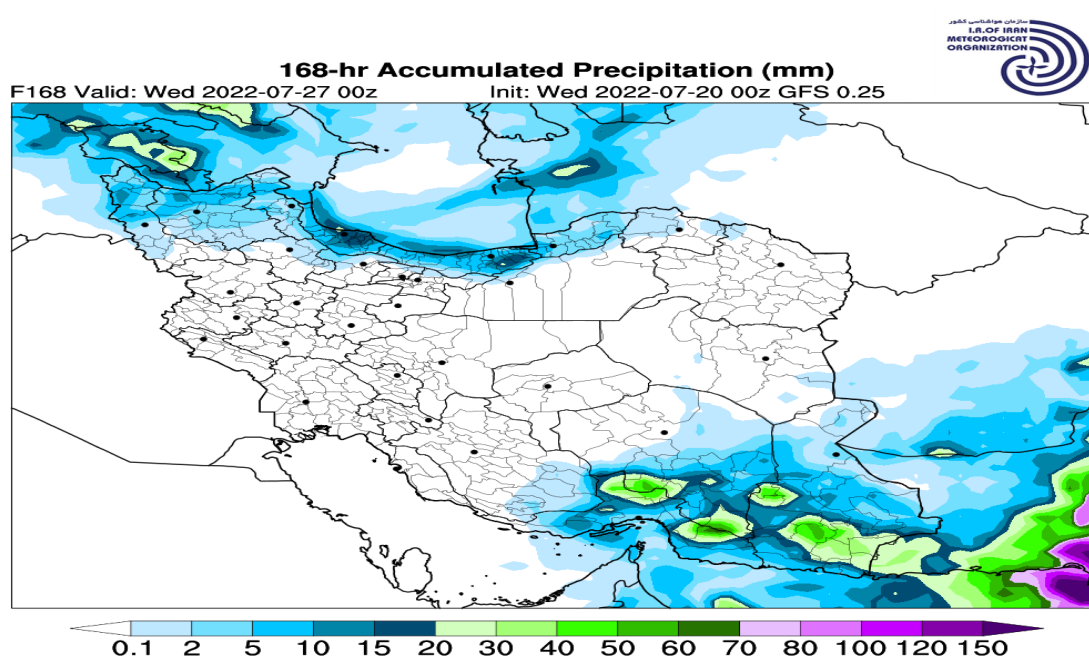 سازمان هواشناسی کشور
I.R.OF IRAN
METEOROGICAT
ORGANIZATION
168-hr Accumulated Precipitation (mm)
F168 Valid: Wed 2022-07-27 00z Init: Wed 2022-07-20 00z GFS 0.25
0.1 2 5 10 15 20 30 40 50 60 70 80 100 120 150